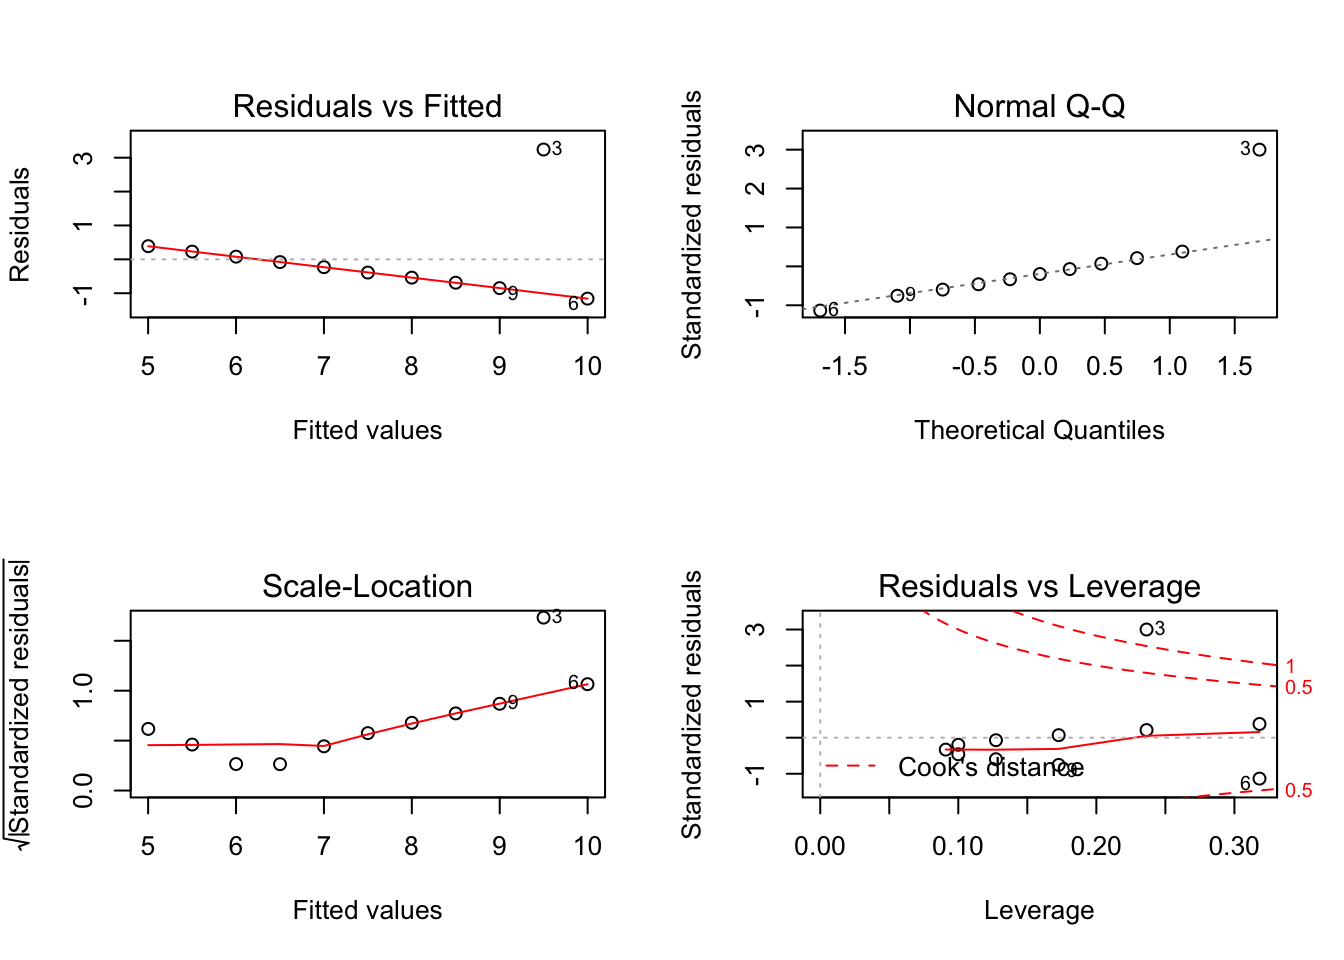 Residuals vs Fitted
Residuals
3
1
-1
3
9
6
5 6 7 8 9 10
Fitted values
Normal Q-Q
Standardized residuals
3
2
1
-1
3
9
6
-1.5 -0.5 0.0 0.5 1.0 1.5
Theoretical Quantiles
Scale-Location
√|Standardized residuals|
1.0
0.0
3
6
9
5 6 7 8 9 10
Fitted values
Residuals vs Leverage
Standardized residuals
3
1
-1
3
1
0.5
Cook's distance
9
6
0.5
0.00 0.10 0.20 0.30
Leverage